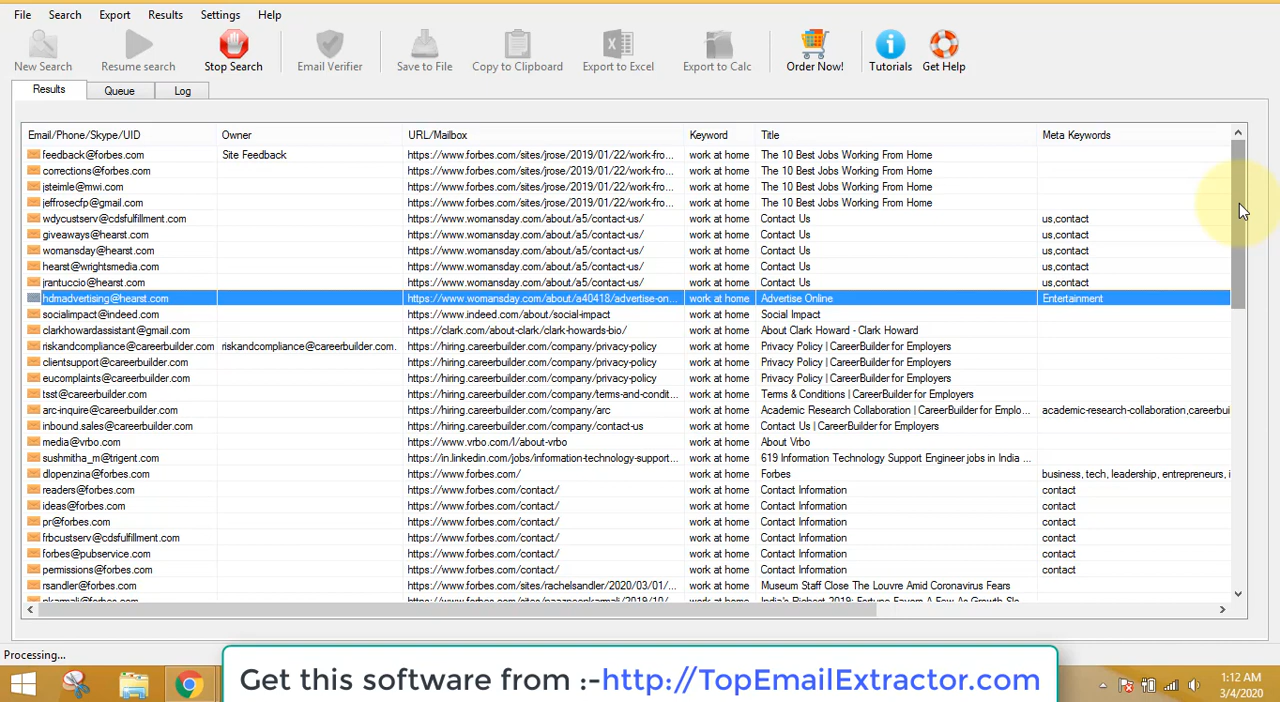 File Search Export Results Settings Help
New Search Resume search Stop Search Email Verifier Save to File Copy to Clipboard Export to Excel Export to Calc Order Now! Tutorials Get Help
Results Queue Log
Email/Phone/Skype/UID Owner URL/Mailbox Keyword Title Meta Keywords
feedback@forbes.com Site Feedback https://www.forbes.com/sites/jrose/2019/01/22/work-fro... work at home The 10 Best Jobs Working From Home
corrections@forbes.com https://www.forbes.com/sites/jrose/2019/01/22/work-fro... work at home The 10 Best Jobs Working From Home
jsteimle@mwi.com https://www.forbes.com/sites/jrose/2019/01/22/work-fro... work at home The 10 Best Jobs Working From Home
jeffrosecfp@gmail.com https://www.forbes.com/sites/jrose/2019/01/22/work-fro... work at home The 10 Best Jobs Working From Home
wdycustserv@cdsfulfillment.com https://www.womansday.com/about/a5/contact-us/ work at home Contact Us us,contact
giveaways@hearst.com https://www.womansday.com/about/a5/contact-us/ work at home Contact Us us,contact
womansday@hearst.com https://www.womansday.com/about/a5/contact-us/ work at home Contact Us us,contact
hearst@wrightsmedia.com https://www.womansday.com/about/a5/contact-us/ work at home Contact Us us,contact
jrantuccio@hearst.com https://www.womansday.com/about/a5/contact-us/ work at home Contact Us us,contact
hdmadvertising@hearst.com https://www.womansday.com/about/a40418/advertise-on... work at home Advertise Online Entertainment
socialimpact@indeed.com https://www.indeed.com/about/social-impact work at home Social Impact
clarkhowardassistant@gmail.com https://clark.com/about-clark/clark-howards-bio/ work at home About Clark Howard - Clark Howard
riskandcompliance@careerbuilder.com riskandcompliance@careerbuilder.com. https://hiring.careerbuilder.com/company/privacy-policy work at home Privacy Policy | CareerBuilder for Employers
clientsupport@careerbuilder.com https://hiring.careerbuilder.com/company/privacy-policy work at home Privacy Policy | CareerBuilder for Employers
eucomplaints@careerbuilder.com https://hiring.careerbuilder.com/company/privacy-policy work at home Privacy Policy | CareerBuilder for Employers
tsst@careerbuilder.com https://hiring.careerbuilder.com/company/terms-and-condit... work at home Terms & Conditions | CareerBuilder for Employers
arc-inquire@careerbuilder.com https://hiring.careerbuilder.com/company/arc work at home Academic Research Collaboration | CareerBuilder for Emplo... academic-research-collaboration,careerbui
inbound.sales@careerbuilder.com https://hiring.careerbuilder.com/company/contact-us work at home Contact Us | CareerBuilder for Employers
media@vrbo.com https://www.vrbo.com/l/about-vrbo work at home About Vrbo
sushmitha_m@trigent.com https://in.linkedin.com/jobs/information-technology-support... work at home 619 Information Technology Support Engineer jobs in India ...
dlopenzina@forbes.com https://www.forbes.com/ work at home Forbes business, tech, leadership, entrepreneurs, i
readers@forbes.com https://www.forbes.com/contact/ work at home Contact Information contact
ideas@forbes.com https://www.forbes.com/contact/ work at home Contact Information contact
pr@forbes.com https://www.forbes.com/contact/ work at home Contact Information contact
frbcustserv@cdsfulfillment.com https://www.forbes.com/contact/ work at home Contact Information contact
forbes@pubservice.com https://www.forbes.com/contact/ work at home Contact Information contact
permissions@forbes.com https://www.forbes.com/contact/ work at home Contact Information contact
rsandler@forbes.com https://www.forbes.com/sites/rachelsandler/2020/03/01/... work at home Museum Staff Close The Louvre Amid Coronavirus Fears
Processing...
Get this software from :-http://TopEmailExtractor.com
1:12 AM
3/4/2020